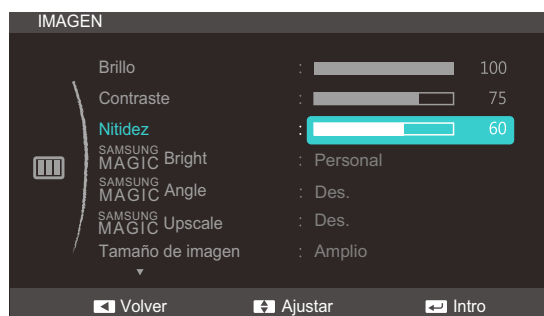 IMAGEN
Brillo : 100
Contraste : 75
Nitidez : 60
SAMSUNG MAGIC Bright : Personal
SAMSUNG MAGIC Angle : Des.
SAMSUNG MAGIC Upscale : Des.
Tamaño de imagen : Amplio
Volver Ajustar Intro